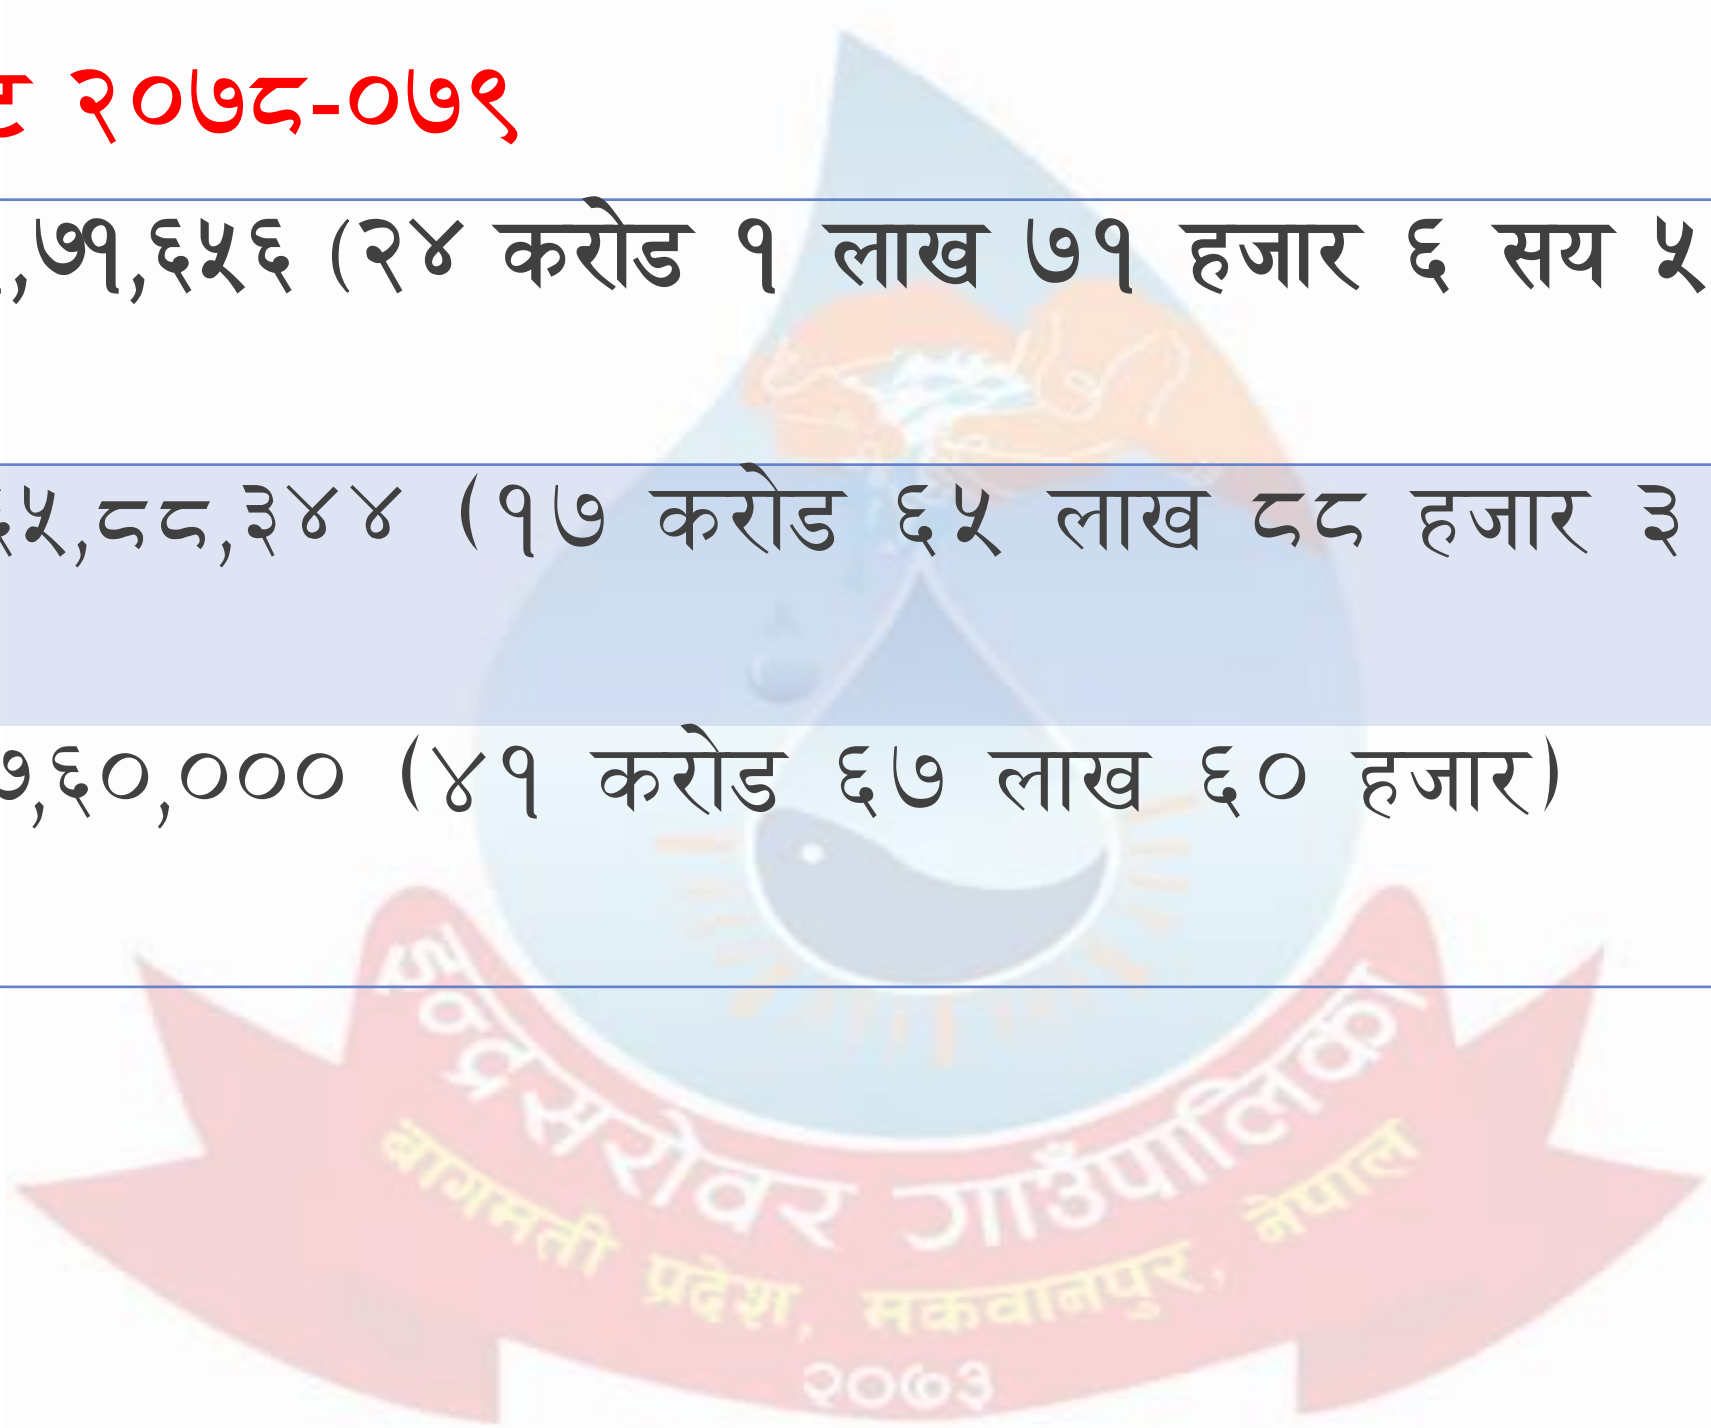 २०७८-०७९
,७१,६५६ (२४ करोड १ लाख ७१ हजार ६ सय ५
५,८८,३४४ (१७ करोड ६५ लाख ८८ हजार ३
,६०,००० (४१ करोड ६७ लाख ६० हजार)
इन्द्रसरोवर गाउँपालिका
बागमती प्रदेश, मकवानपुर, नेपाल
२०७३